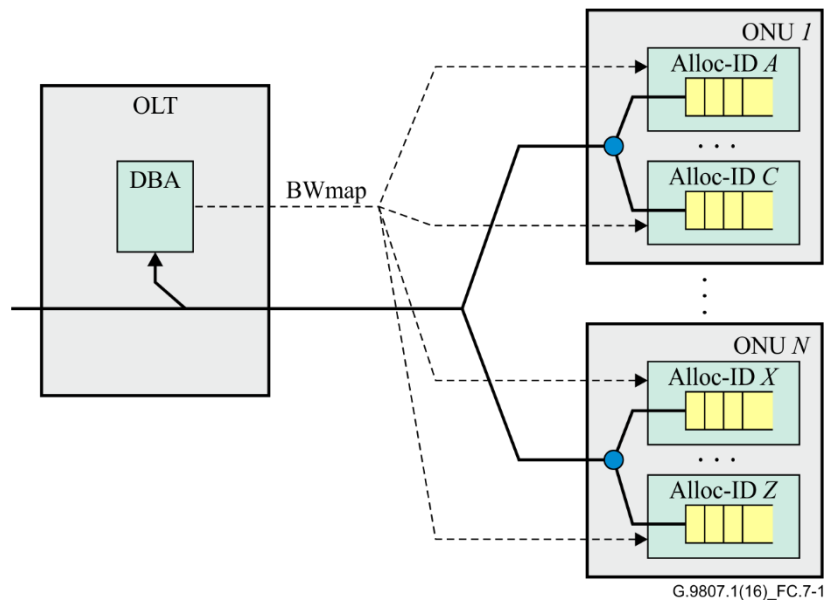 ONU 1
Alloc-ID A
. . .
Alloc-ID C
OLT
DBA
BWmap
ONU N
Alloc-ID X
. . .
Alloc-ID Z
G.9807.1(16)_FC.7-1